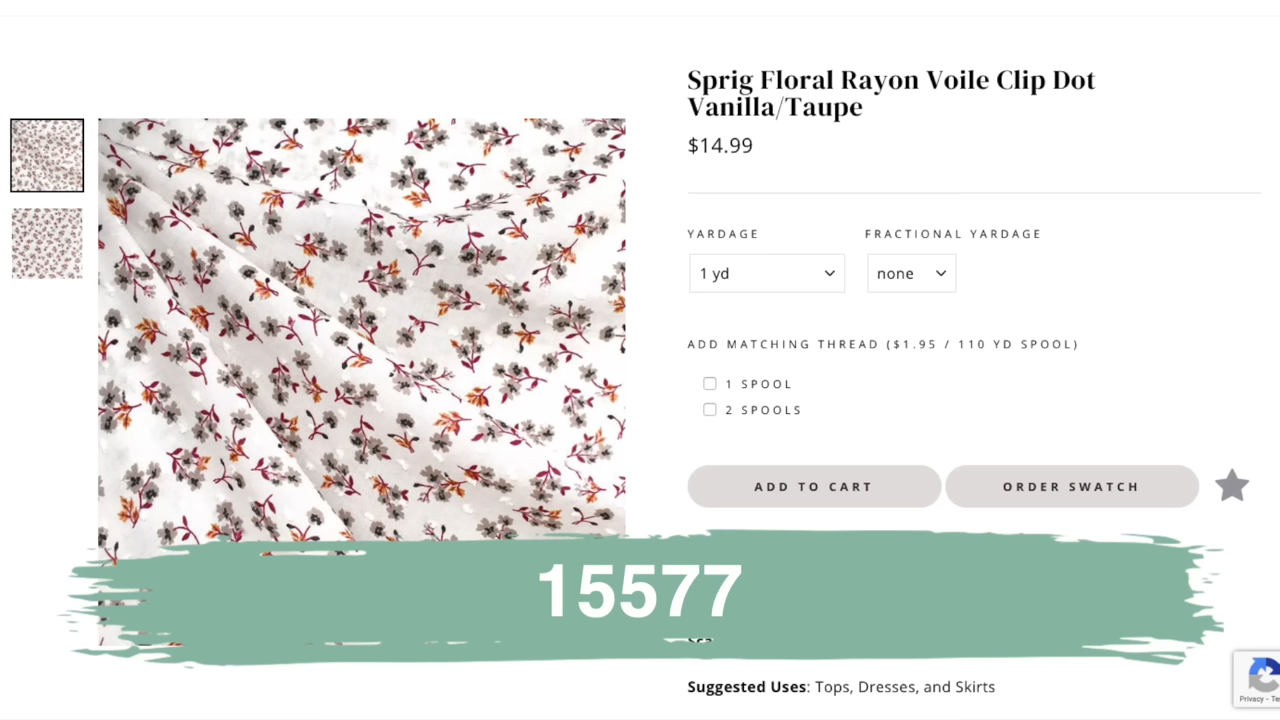 Sprig Floral Rayon Voile Clip Dot
Vanilla/Taupe
$14.99
YARDAGE
FRACTIONAL YARDAGE
1 yd
none
ADD MATCHING THREAD ($1.95 / 110 YD SPOOL)
1 SPOOL
2 SPOOLS
ADD TO CART
ORDER SWATCH
15577
Suggested Uses: Tops, Dresses, and Skirts
Privacy -